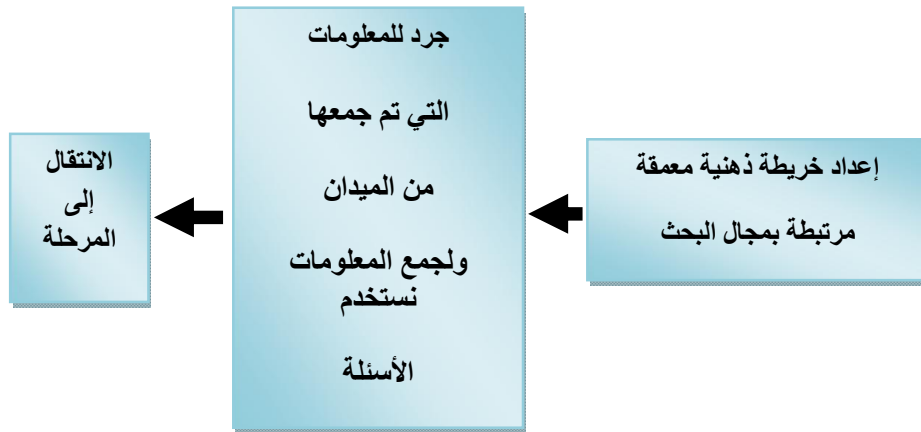 إعداد خريطة ذهنية معمقة
مرتبطة بمجال البحث
جرد للمعلومات
التي تم جمعها
من الميدان
ولجمع المعلومات
نستخدم
الأسئلة
الانتقال
إلى
المرحلة